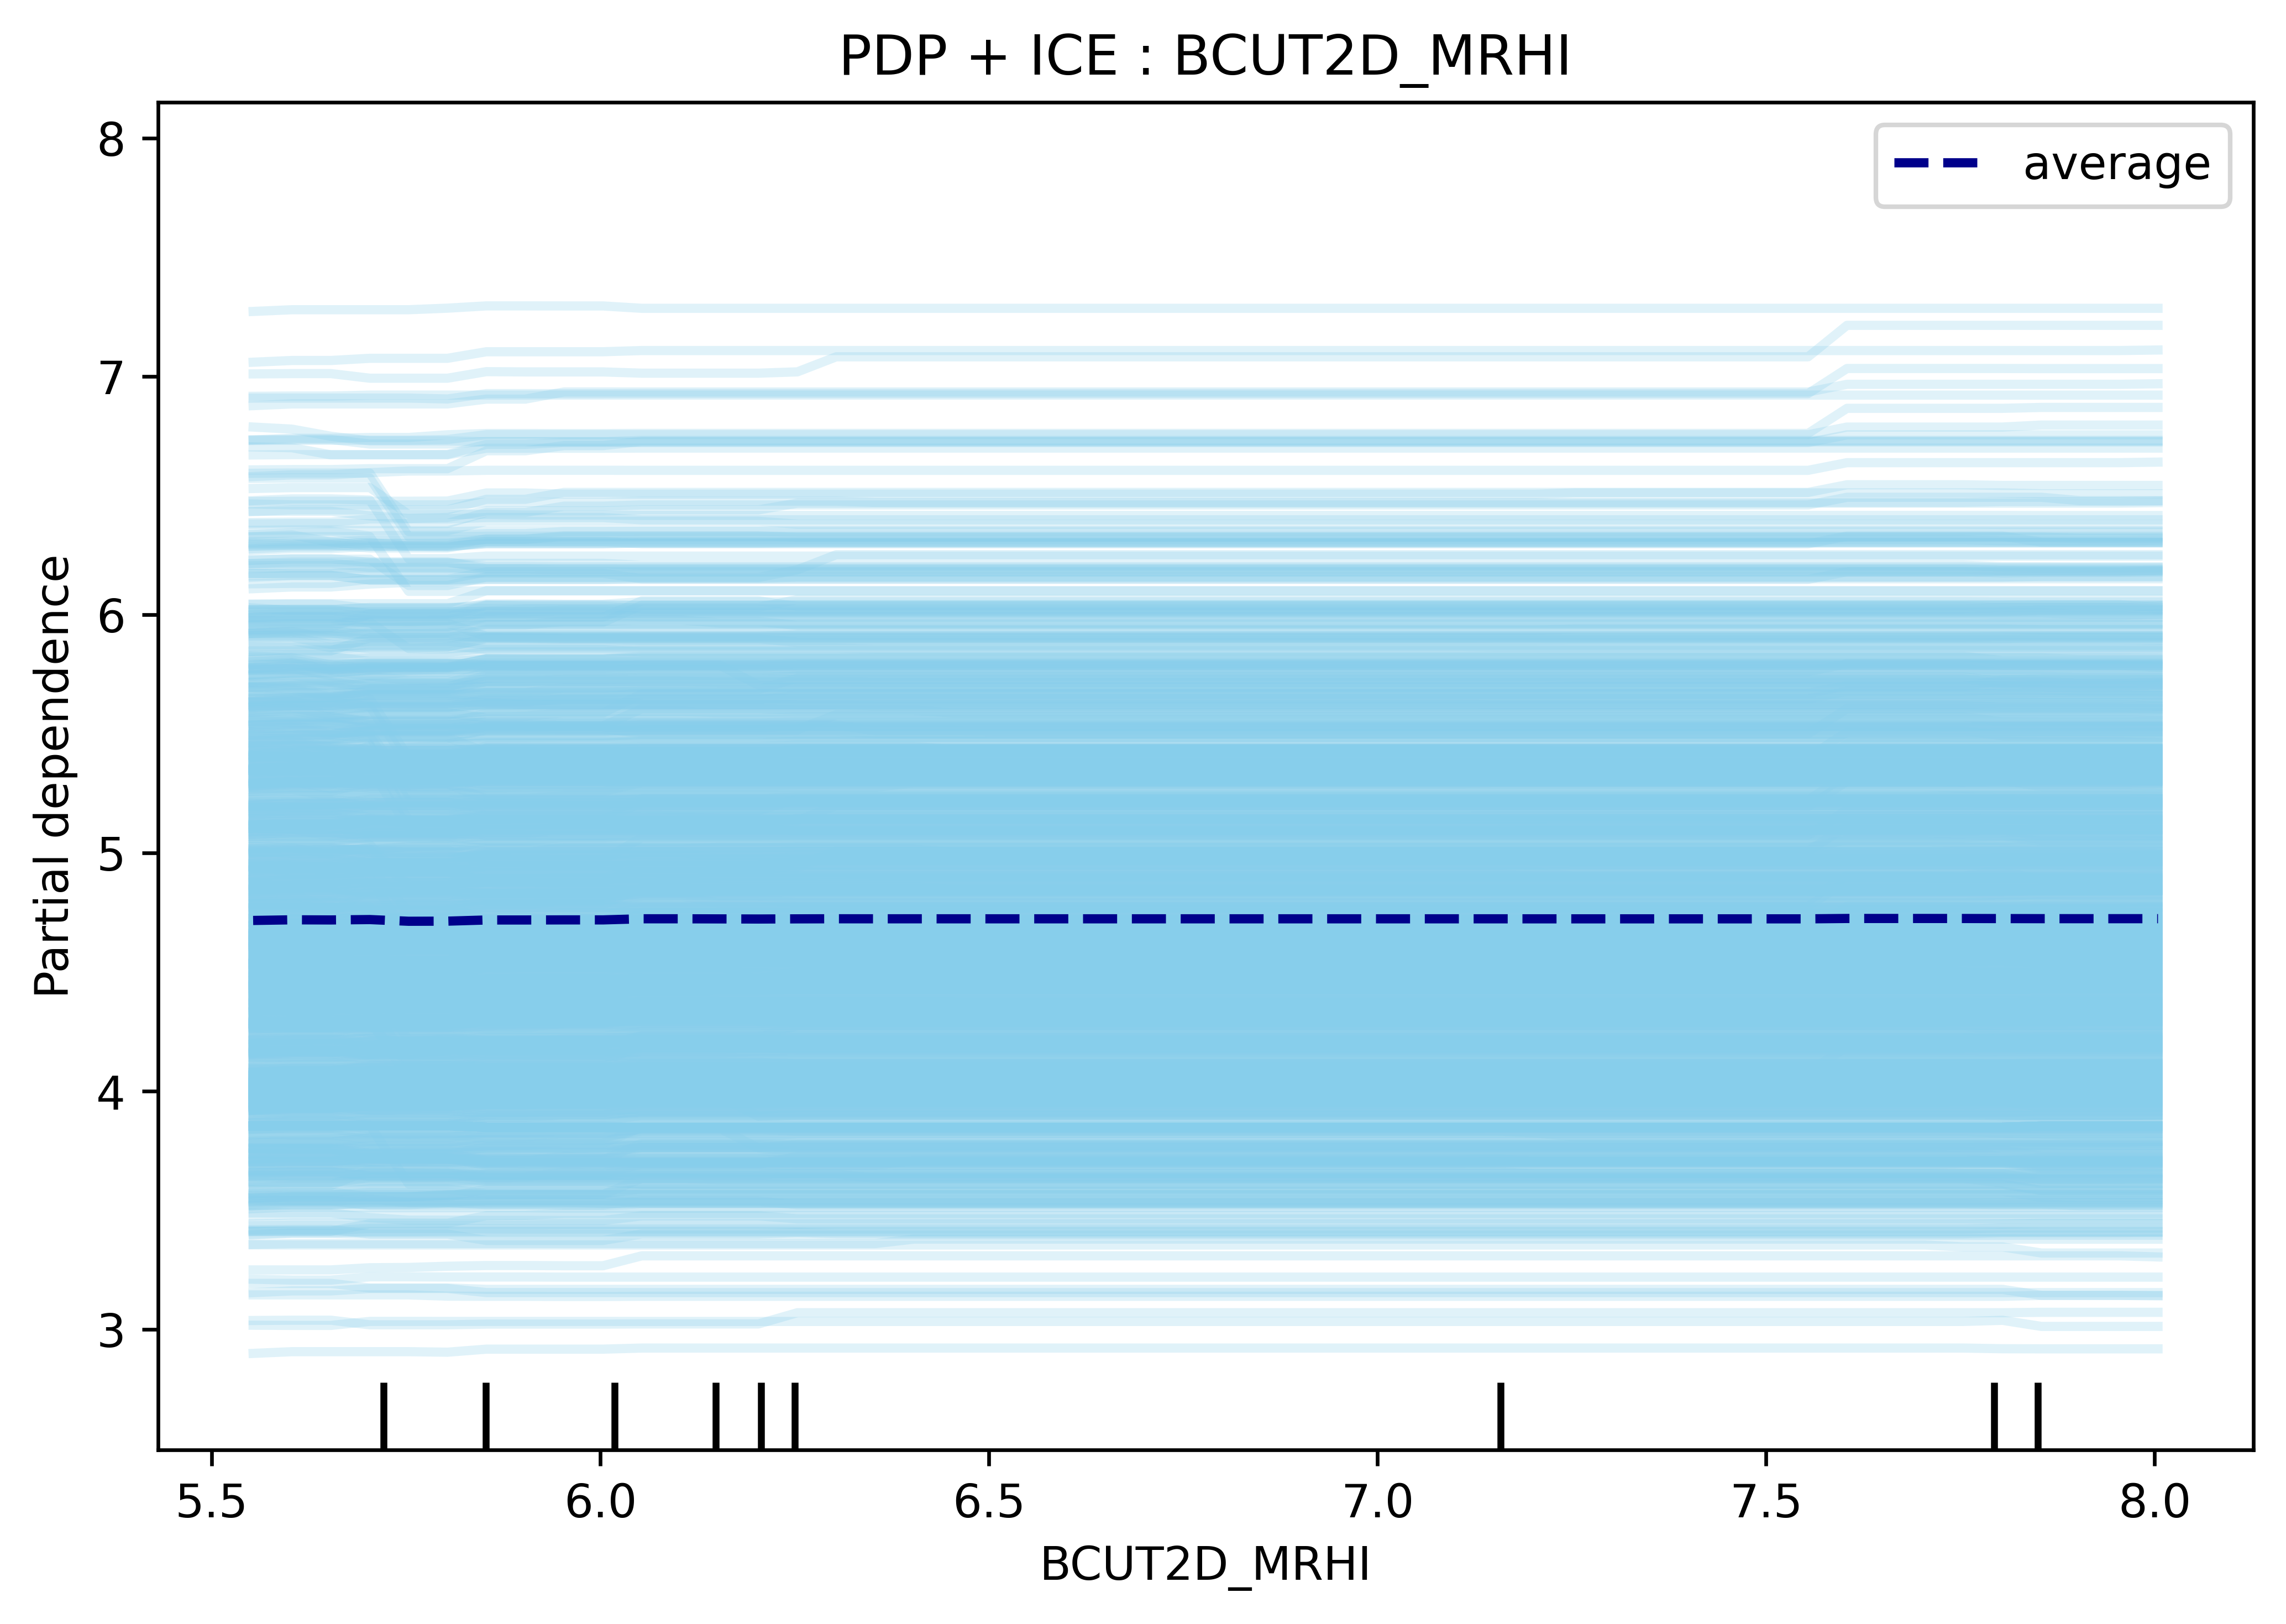 PDP + ICE : BCUT2D_MRHI
average
Partial dependence
8
7
6
5
4
3
5.5 6.0 6.5 7.0 7.5 8.0
BCUT2D_MRHI